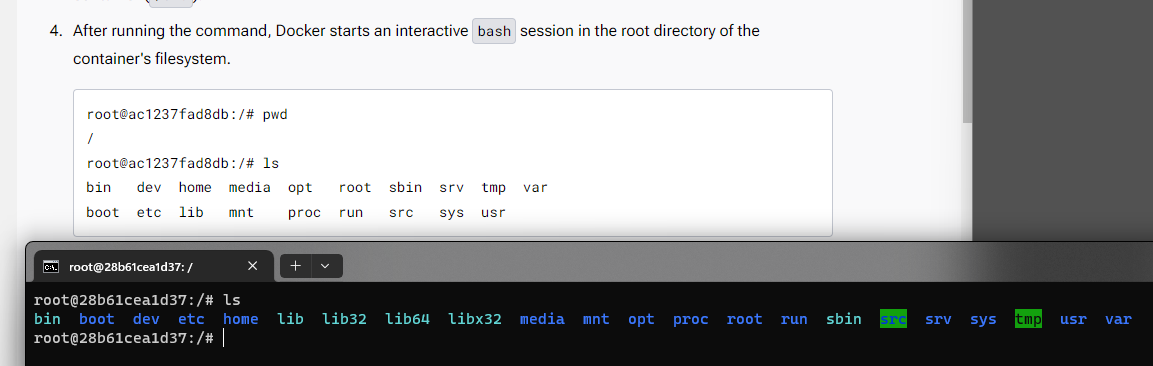 4. After running the command, Docker starts an interactive bash session in the root directory of the
container's filesystem.
root@ac1237fad8db:/# pwd
/
root@ac1237fad8db:/# ls
bin   dev  home  media  opt   root  sbin  srv  tmp  var
boot  etc  lib   mnt    proc  run   src   sys  usr
root@28b61cea1d37: /
root@28b61cea1d37:/# ls
bin  boot  dev  etc  home  lib  lib32  lib64  libx32  media  mnt  opt  proc  root  run  sbin  src  srv  sys  tmp  usr  var
root@28b61cea1d37:/#